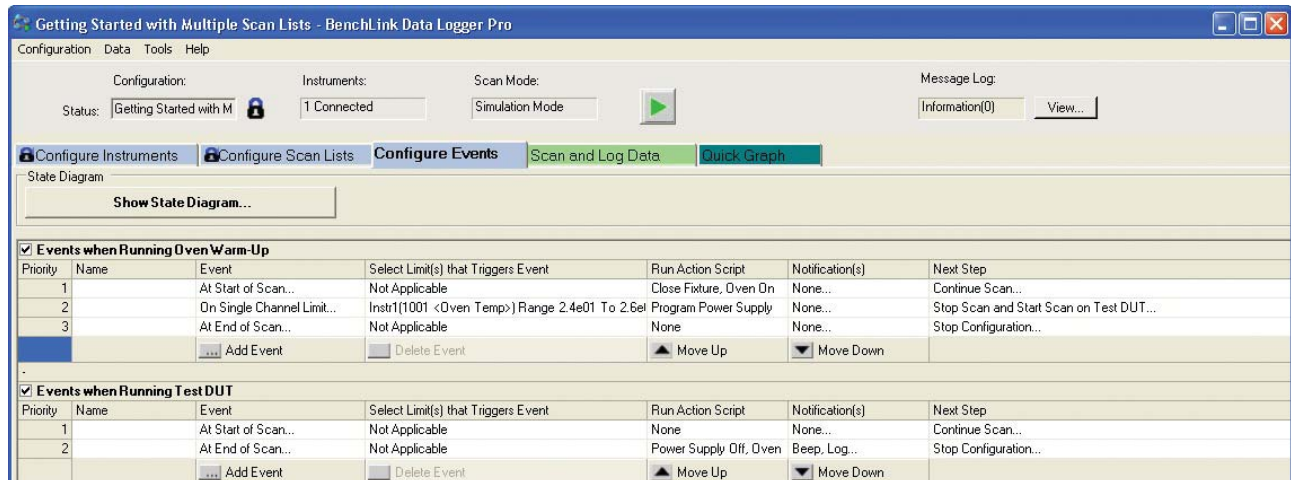 Getting Started with Multiple Scan Lists - BenchLink Data Logger Pro
Configuration Data Tools Help
Configuration: Instruments: Scan Mode: Message Log:
Status: Getting Started with M 1 Connected Simulation Mode Information(0) View...
Configure Instruments Configure Scan Lists Configure Events Scan and Log Data Quick Graph
State Diagram
Show State Diagram...
Events when Running Oven Warm-Up
Priority Name Event Select Limit(s) that Triggers Event Run Action Script Notification(s) Next Step
1 At Start of Scan... Not Applicable Close Fixture, Oven On None... Continue Scan...
2 On Single Channel Limit... Instr1(1001 <Oven Temp>) Range 2.4e01 To 2.6e Program Power Supply None... Stop Scan and Start Scan on Test DUT...
3 At End of Scan... Not Applicable None None... Stop Configuration...
... Add Event Delete Event Move Up Move Down
Events when Running Test DUT
Priority Name Event Select Limit(s) that Triggers Event Run Action Script Notification(s) Next Step
1 At Start of Scan... Not Applicable None None... Continue Scan...
2 At End of Scan... Not Applicable Power Supply Off, Oven Beep, Log... Stop Configuration...
... Add Event Delete Event Move Up Move Down